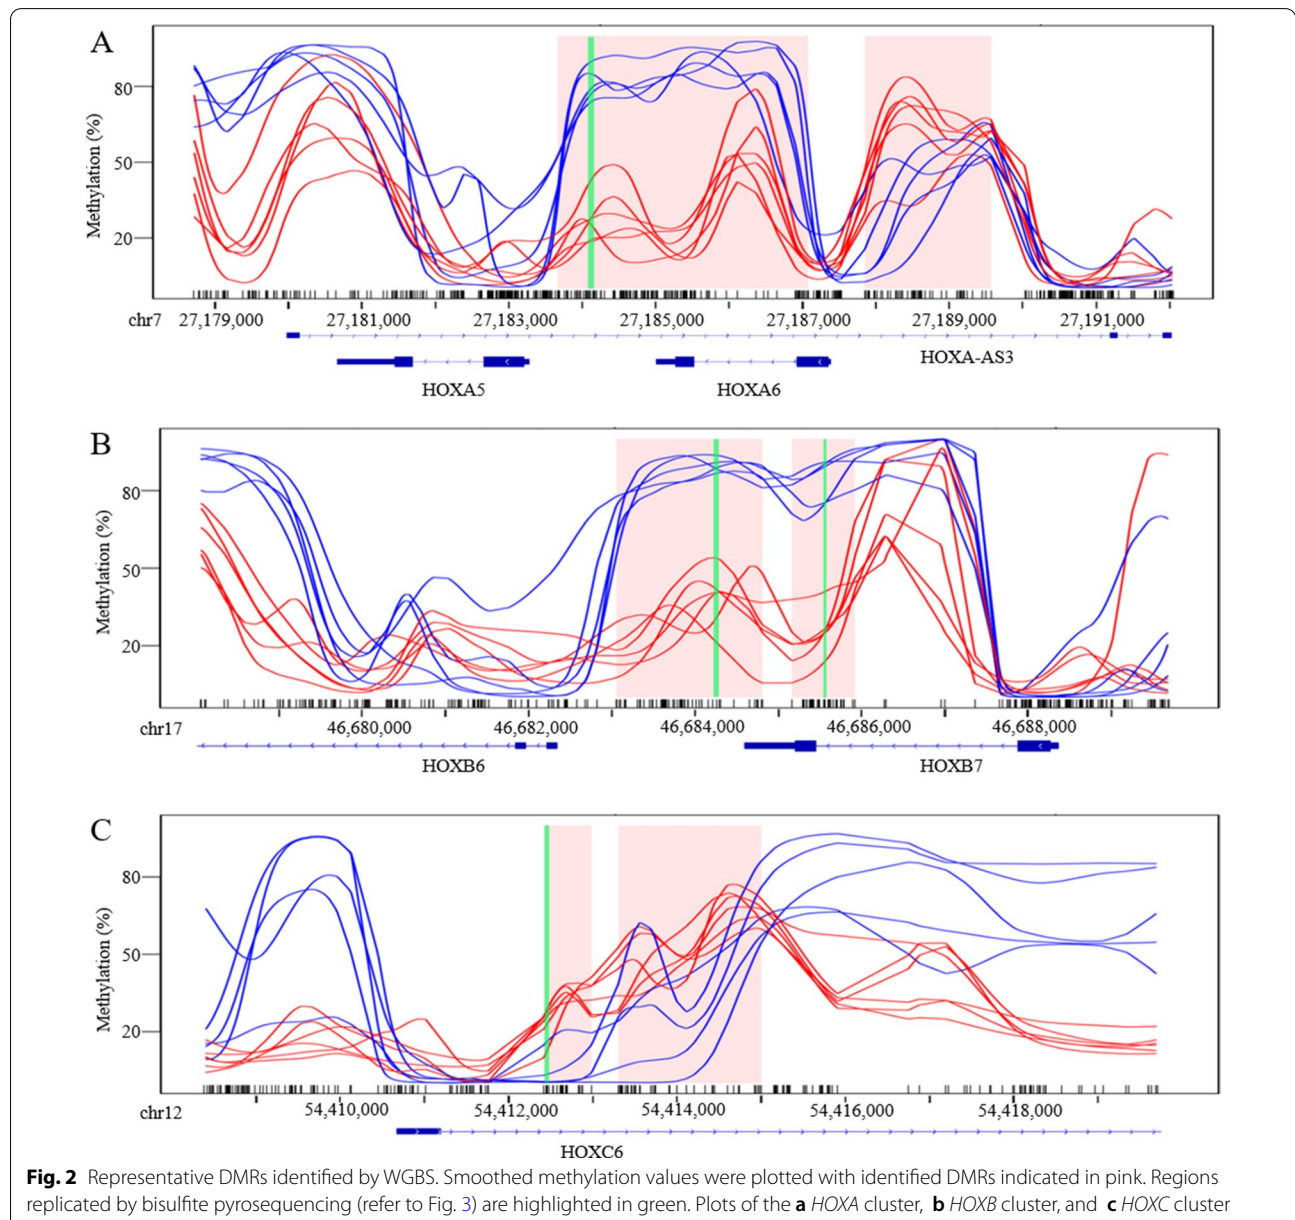 A
80
50
20
Methylation (%)
chr7 27,179,000 27,181,000 27,183,000 27,185,000 27,187,000 27,189,000 27,191,000
HOXA-AS3
HOXA5 HOXA6
B
80
50
20
Methylation (%)
chr17 46,680,000 46,682,000 46,684,000 46,686,000 46,688,000
HOXB6 HOXB7
C
80
50
20
Methylation (%)
chr12 54,410,000 54,412,000 54,414,000 54,416,000 54,418,000
HOXC6
Fig. 2 Representative DMRs identified by WGBS. Smoothed methylation values were plotted with identified DMRs indicated in pink. Regions
replicated by bisulfite pyrosequencing (refer to Fig. 3) are highlighted in green. Plots of the a HOXA cluster, b HOXB cluster, and c HOXC cluster